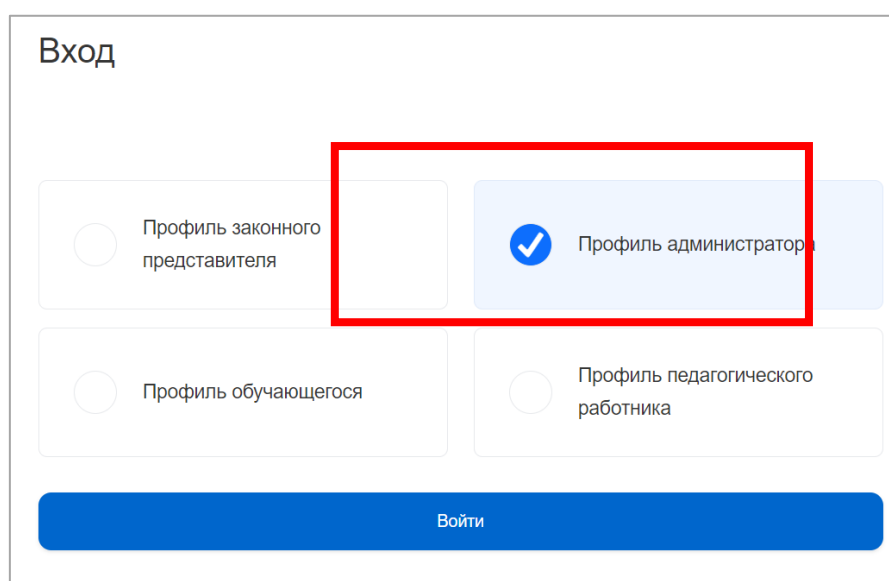 Вход
Профиль законного
представителя
Профиль администратора
Профиль обучающегося
Профиль педагогического
работника
Войти